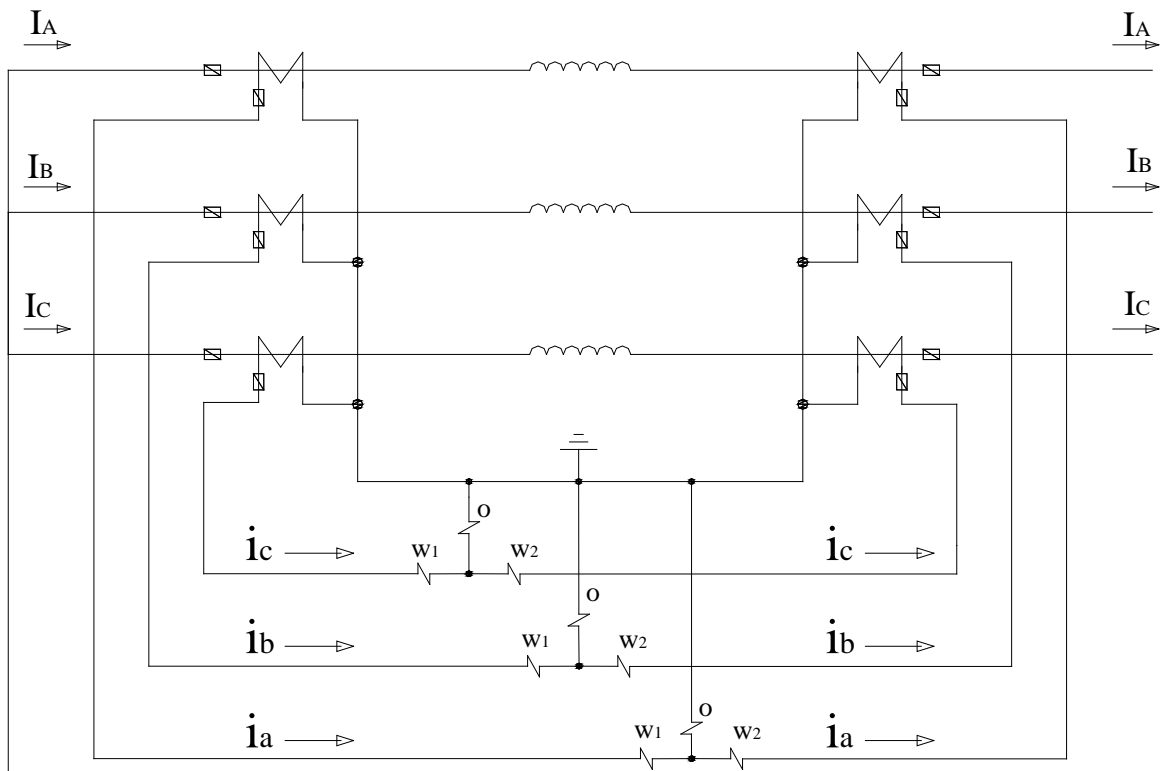 IA IA
IB IB
IC IC
o
ic w1 w2 ic
o
ib w1 w2 ib
o
ia w1 w2 ia